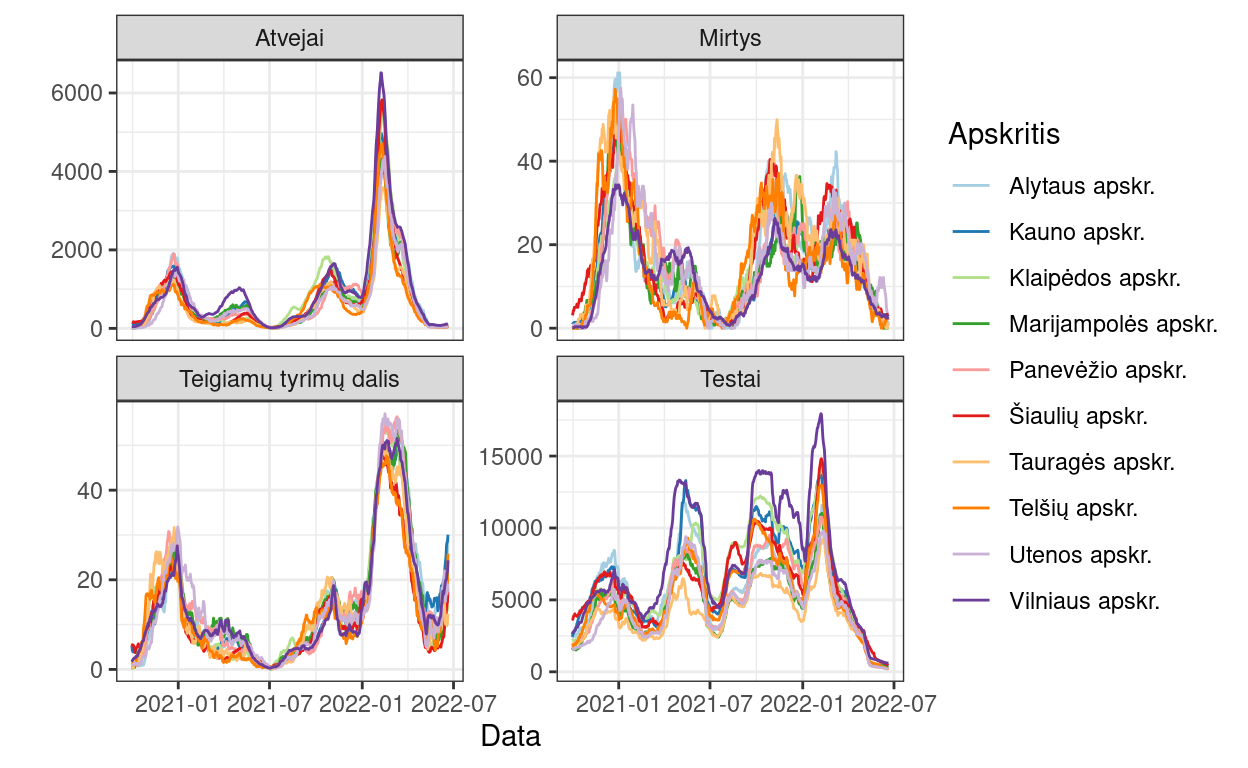 Atvejai
Mirtys
6000
4000
2000
0
60
40
20
0
Teigiamų tyrimų dalis
Testai
40
20
0
15000
10000
5000
0
2021-01 2021-07 2022-01 2022-07
2021-01 2021-07 2022-01 2022-07
Data
Apskritis
Alytaus apskr.
Kauno apskr.
Klaipėdos apskr.
Marijampolės apskr.
Panevėžio apskr.
Šiaulių apskr.
Tauragės apskr.
Telšių apskr.
Utenos apskr.
Vilniaus apskr.